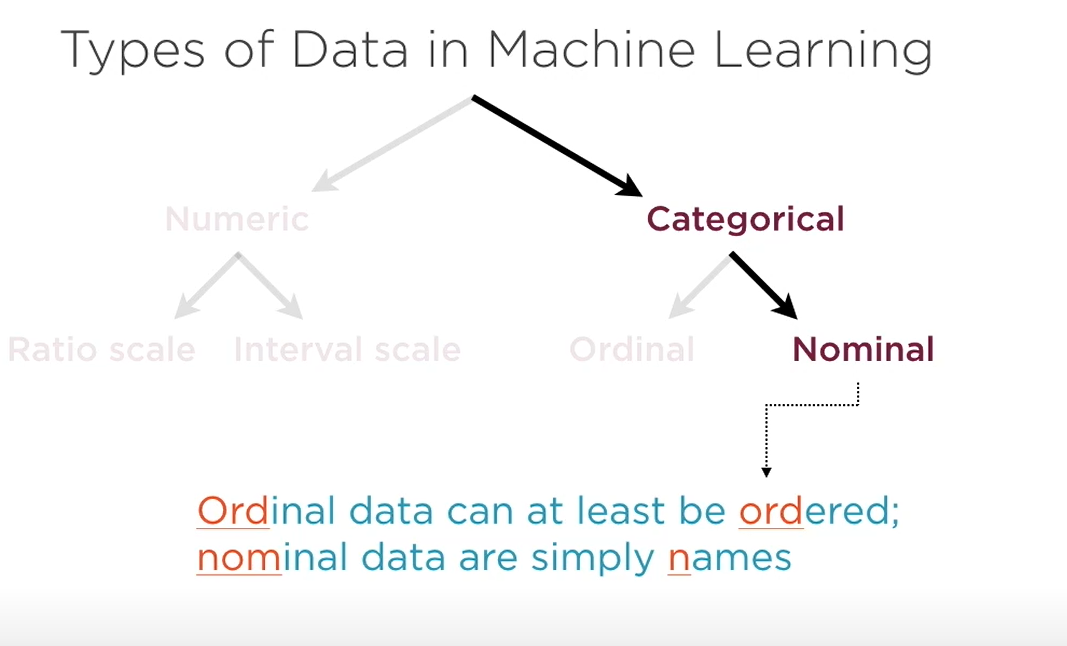 Types of Data in Machine Learning
Numeric
Categorical
Ratio scale
Interval scale
Ordinal
Nominal
Ordinal data can at least be ordered;
nominal data are simply names